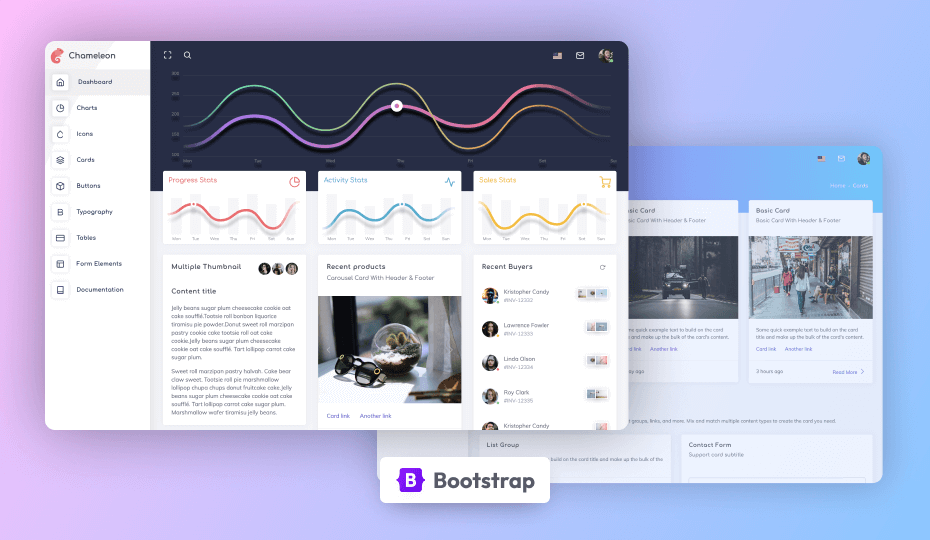 Chameleon
Dashboard
Charts
Icons
Cards
Buttons
Typography
Tables
Form Elements
Documentation
Mon Tue Wed Thu Fri Sat
Progress Stats
Mon Tue Wed Thu Fri Sat Sun
Activity Stats
Mon Tue Wed Thu Fri Sat Sun
Sales Stats
Mon Tue Wed Thu Fri Sat Sun
Multiple Thumbnail
Content title
Jelly beans sugar plum cheesecake cookie oat
cake soufflé.Tootsie roll bonbon liquorice
tiramisu pie powder.Donut sweet roll marzipan
pastry cookie cake tootsie roll oat cake
cookie.Jelly beans sugar plum cheesecake
cookie oat cake soufflé. Tart lollipop carrot cake
sugar plum.
Sweet roll marzipan pastry halvah. Cake bear
claw sweet. Tootsie roll pie marshmallow
lollipop chupa chups donut fruitcake cake.Jelly
beans sugar plum cheesecake cookie oat cake
soufflé. Tart lollipop carrot cake sugar plum.
Marshmallow wafer tiramisu jelly beans.
Recent products
Carousel Card With Header & Footer
Card link Another link
Recent Buyers
Kristopher Candy
#INV-12332
Lawrence Fowler
#INV-12333
Linda Olson
#INV-12334
Roy Clark
#INV-12335
Kristopher Candy
Home Cards
Card
Card With Header & Footer
quick example text to build on the card
make up the bulk of the card's content.
link Another link
ago
Basic Card
Basic Card With Header & Footer
Some quick example text to build on the card
title and make up the bulk of the card's content.
Card link Another link
3 hours ago Read More
groups, links, and more. Mix and match multiple content types to create the card you need.
List Group
build on the card title and make up the bulk of the
Contact Form
Support card subtitle
B Bootstrap